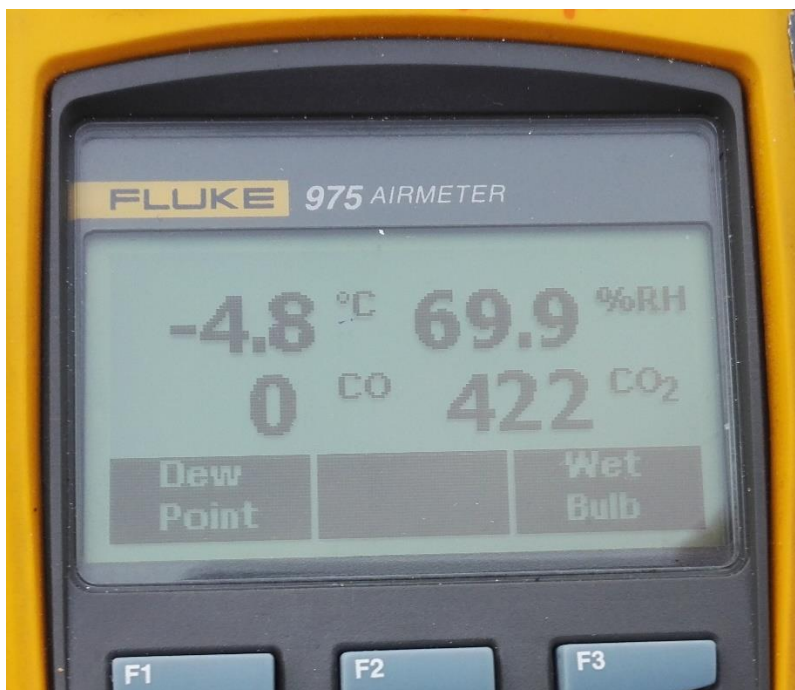 FLUKE 975 AIRMETER
-4.8 °C 69.9 %RH
0 CO 422 CO₂
Dew Point Wet Bulb
F1 F2 F3